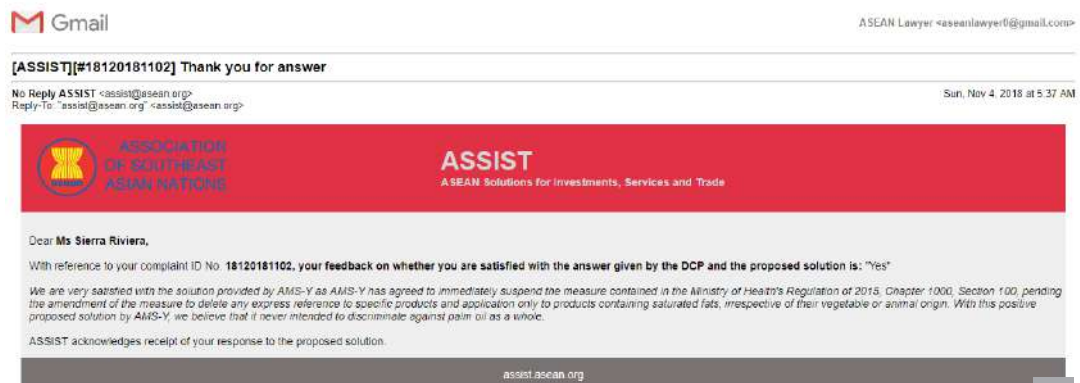 Gmail
ASEAN Lawyer <aseanlawyer0@gmail.com>
[ASSIST][#18120181102] Thank you for answer
No Reply ASSIST <assist@asean.org>
Sun, Nov 4, 2018 at 5:37 AM
Reply-To: "assist@asean.org" <assist@asean.org>
ASSOCIATION
OF SOUTHEAST
ASIAN NATIONS
ASSIST
ASEAN Solutions for Investments, Services and Trade
Dear Ms Sierra Riviera,
With reference to your complaint ID No. 18120181102, your feedback on whether you are satisfied with the answer given by the DCP and the proposed solution is: "Yes"
We are very satisfied with the solution provided by AMS-Y as AMS-Y has agreed to immediately suspend the measure contained in the Ministry of Health's Regulation of 2015, Chapter 1000, Section 100, pending
the amendment of the measure to delete any express reference to specific products and application only to products containing saturated fats, irrespective of their vegetable or animal origin. With this positive
proposed solution by AMS-Y, we believe that it never intended to discriminate against palm oil as a whole.
ASSIST acknowledges receipt of your response to the proposed solution.
assist.asean.org